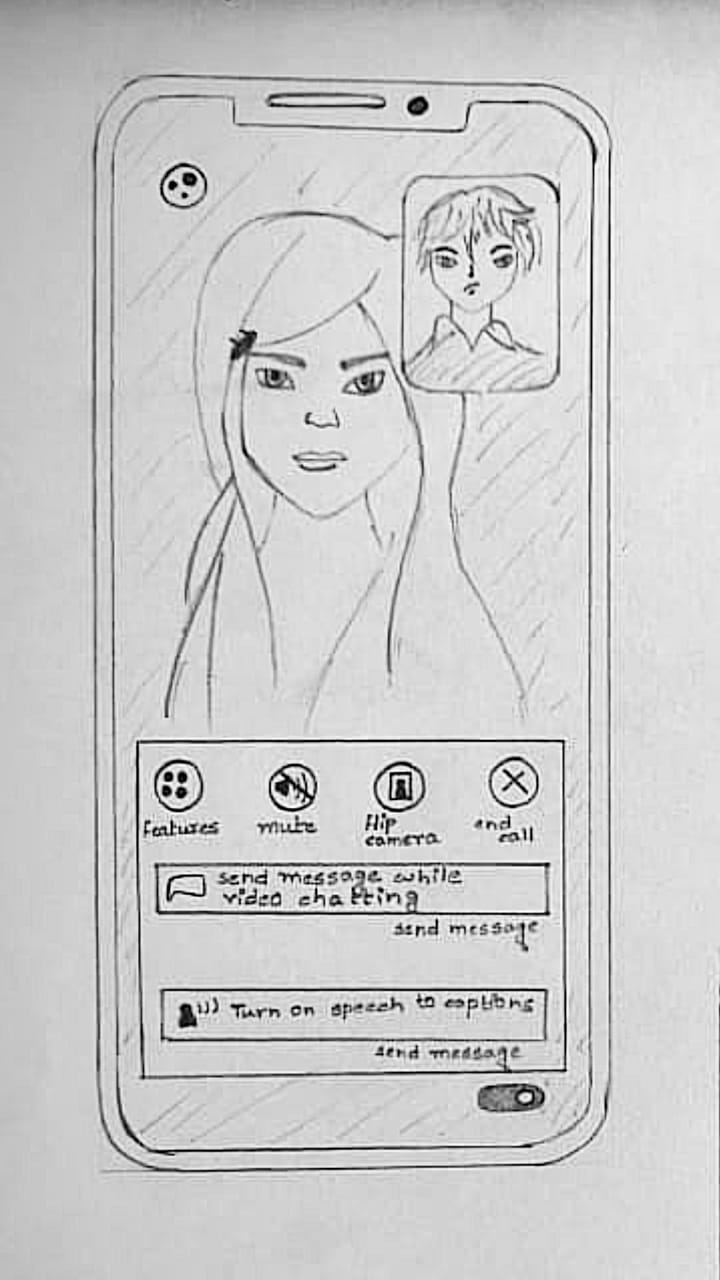 features
mute
flip
camera
end
call
send message while
video chatting
send message
Turn on speech to captions
send message